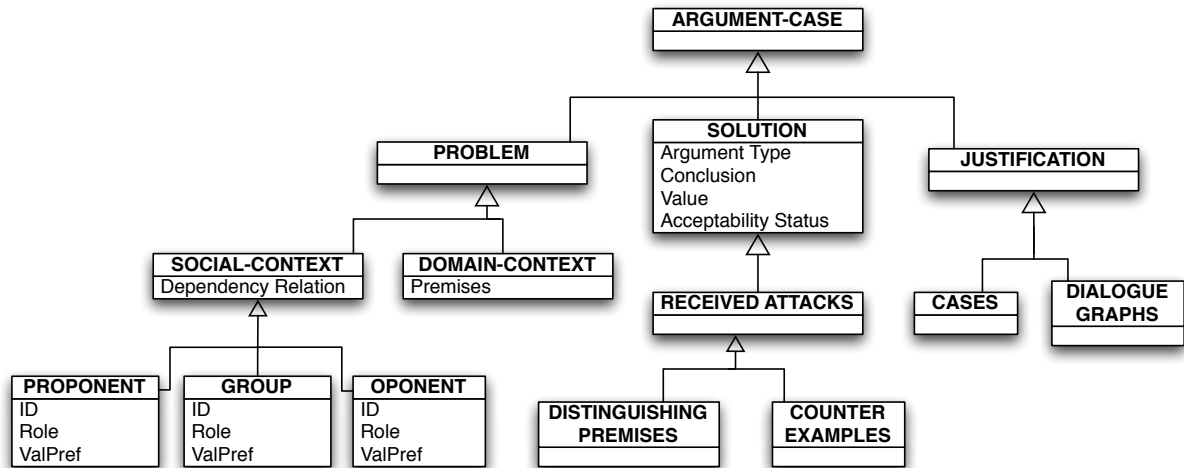 ARGUMENT-CASE
PROBLEM
SOLUTION
Argument Type
Conclusion
Value
Acceptability Status
JUSTIFICATION
SOCIAL-CONTEXT
Dependency Relation
DOMAIN-CONTEXT
Premises
RECEIVED ATTACKS
CASES
DIALOGUE
GRAPHS
PROPONENT
ID
Role
ValPref
GROUP
ID
Role
ValPref
OPONENT
ID
Role
ValPref
DISTINGUISHING
PREMISES
COUNTER
EXAMPLES